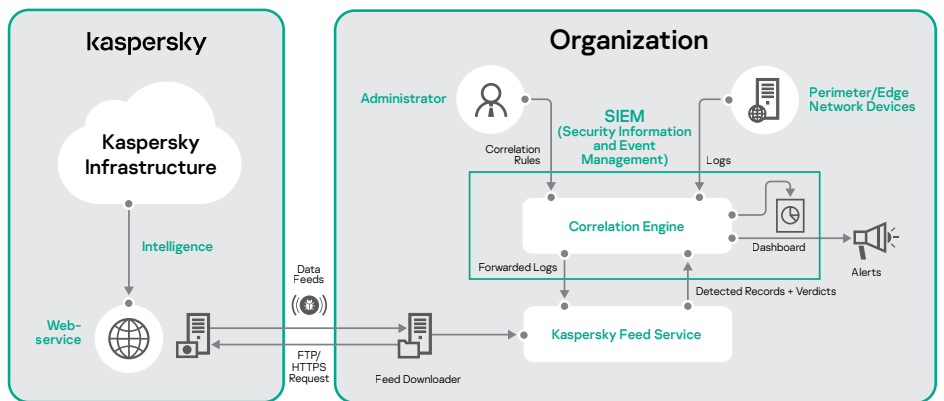 kaspersky
Kaspersky
Infrastructure
Intelligence
Web-
service
Data
Feeds
FTP/
HTTPS
Request
Organization
Administrator
Correlation
Rules
SIEM
(Security Information
and Event
Management)
Logs
Perimeter/Edge
Network Devices
Correlation Engine
Dashboard
Alerts
Forwarded Logs
Detected Records + Verdicts
Kaspersky Feed Service
Feed Downloader